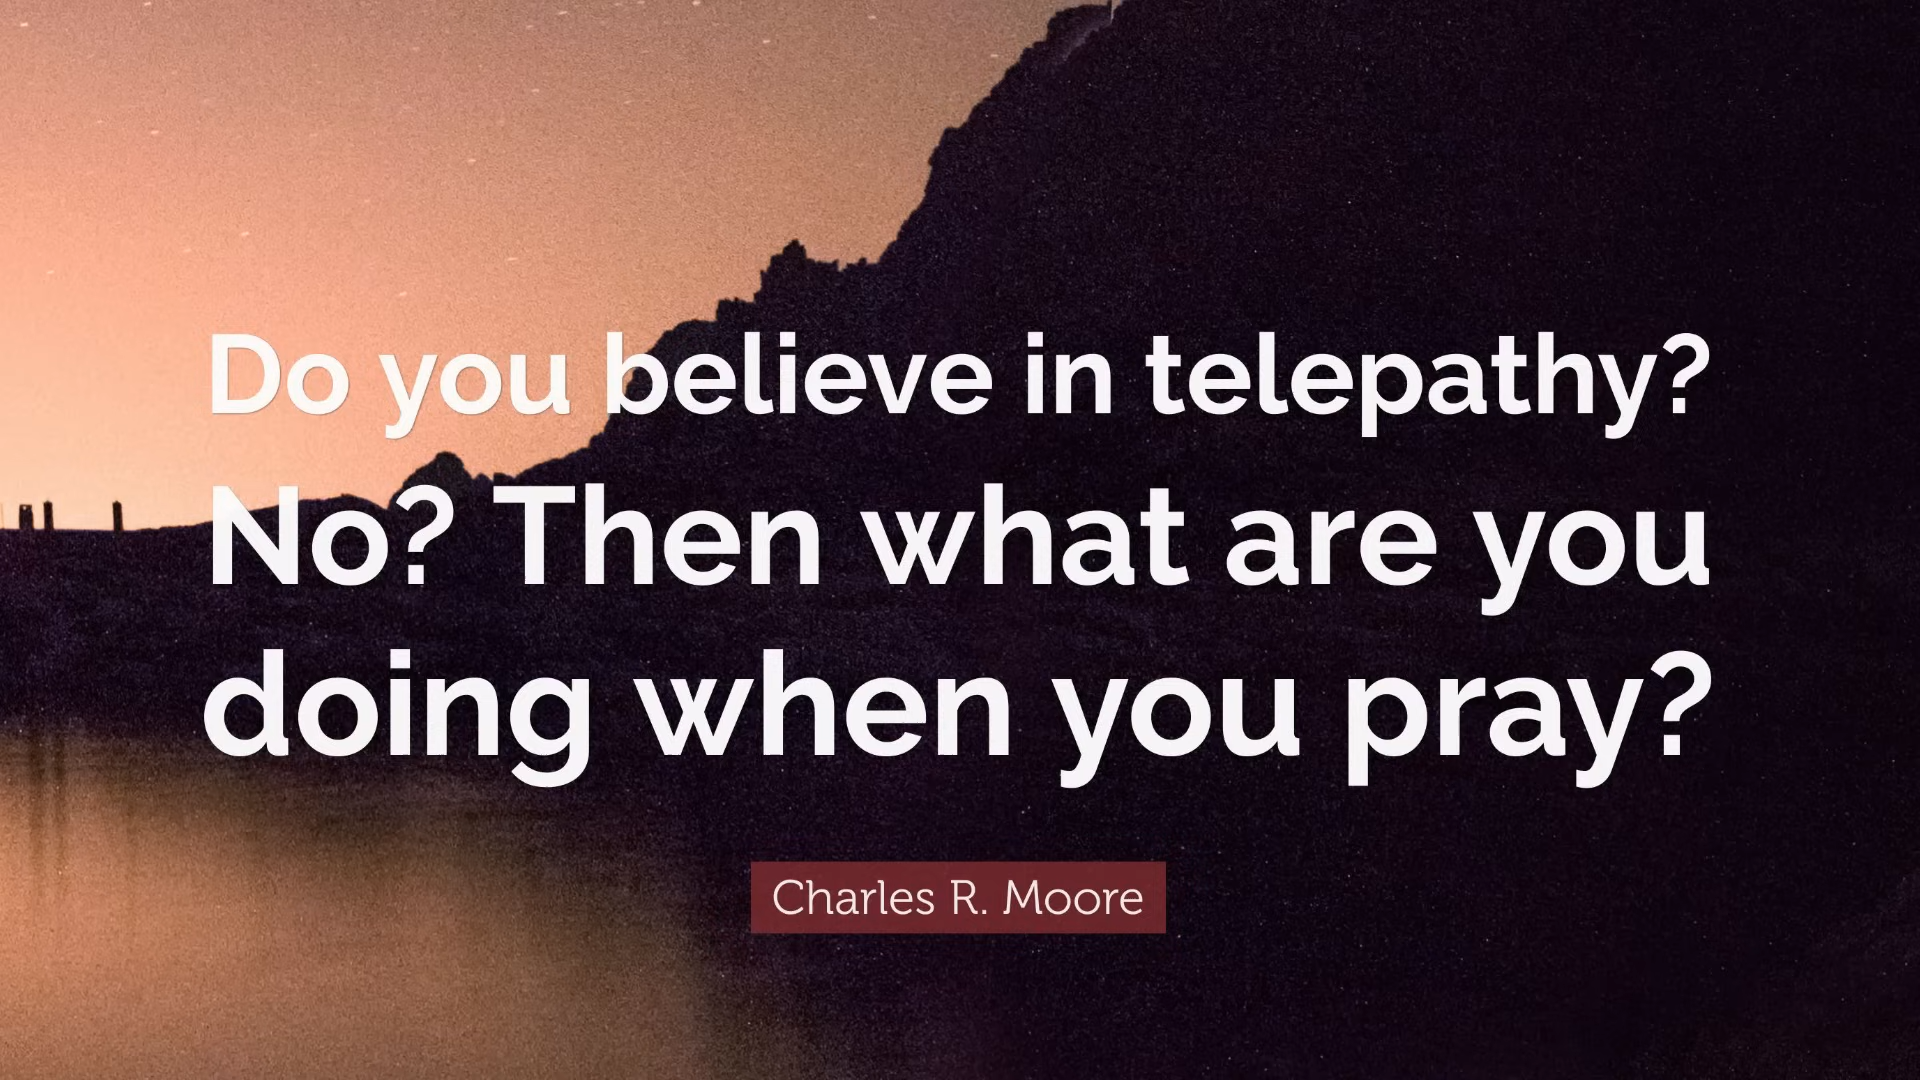 Do you believe in telepathy?
No? Then what are you
doing when you pray?
Charles R. Moore